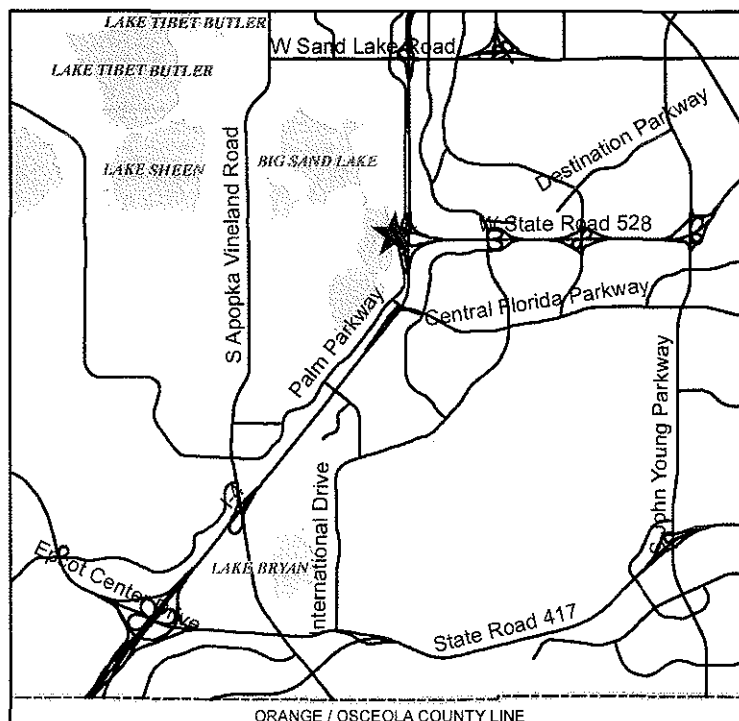 LAKE TIBET BUTLER
W Sand Lake Road
LAKE TIBET BUTLER
Destination Parkway
LAKE SHEEN
BIG SAND LAKE
S Apopka Vineland Road
W State Road 528
Central Florida Parkway
Palm Parkway
John Young Parkway
International Drive
Epcot Center Drive
LAKE BRYAN
State Road 417
ORANGE / OSCEOLA COUNTY LINE